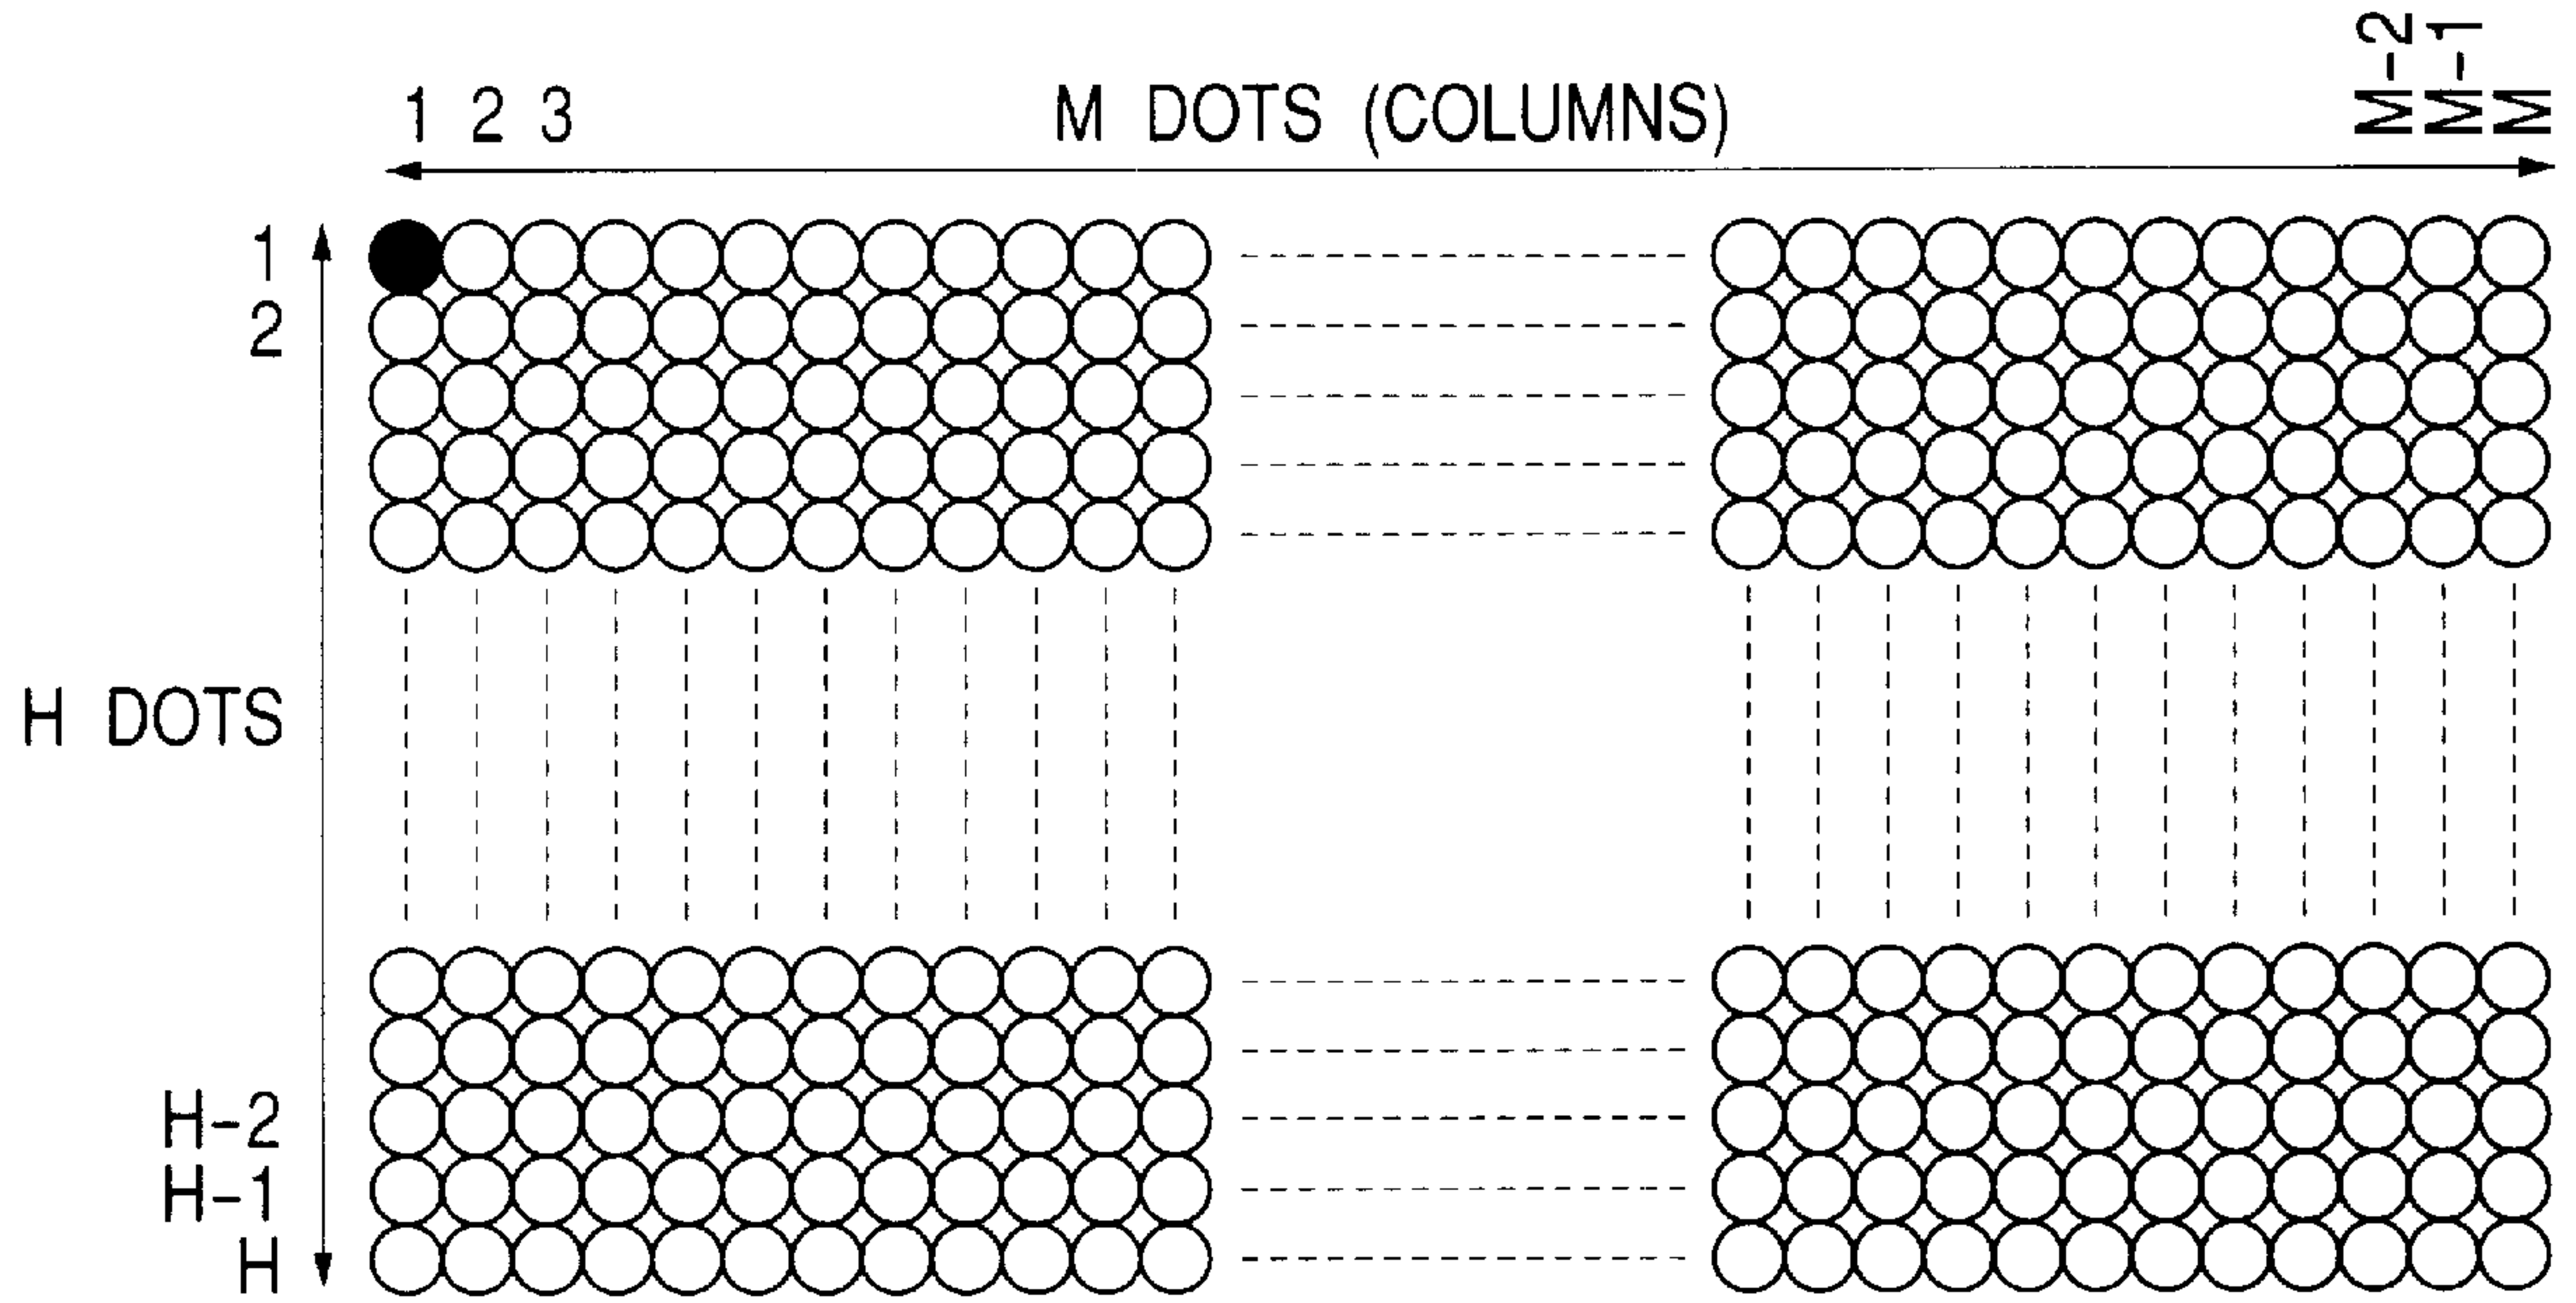 M-2
M-1
M
1 2 3
M DOTS (COLUMNS)
1
2
H DOTS
H-2
H-1
H